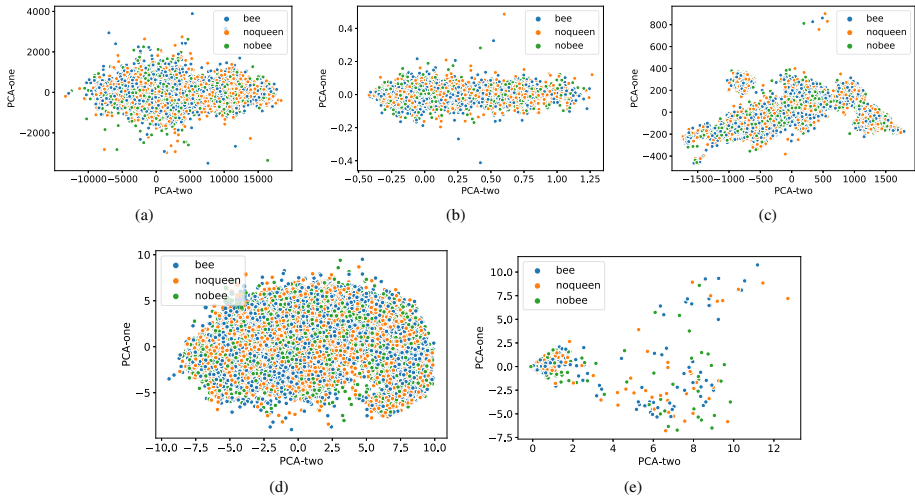 4000
2000
0
−2000
−10000 −5000 0 5000 10000 15000
PCA-one
PCA-two
bee
noqueen
nobee
(a)
0.4
0.2
0.0
−0.2
−0.4
−0.50 −0.25 0.00 0.25 0.50 0.75 1.00 1.25
PCA-one
PCA-two
bee
noqueen
nobee
(b)
800
600
400
200
0
−200
−400
−1500 −1000 −500 0 500 1000 1500
PCA-one
PCA-two
bee
noqueen
nobee
(c)
10
5
0
−5
−10.0 −7.5 −5.0 −2.5 0.0 2.5 5.0 7.5 10.0
PCA-one
PCA-two
bee
noqueen
nobee
(d)
10.0
7.5
5.0
2.5
0.0
−2.5
−5.0
−7.5
0 2 4 6 8 10 12
PCA-one
PCA-two
bee
noqueen
nobee
(e)